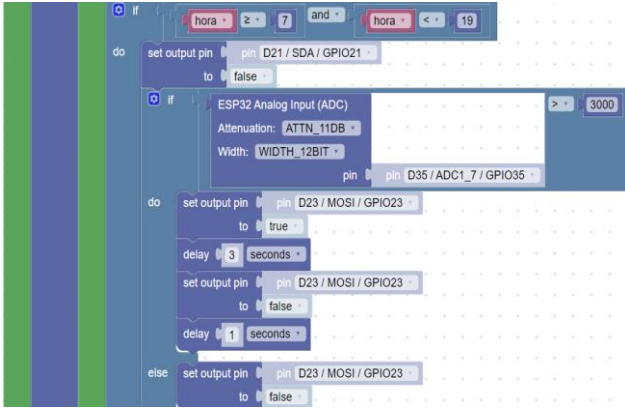 if hora ≥ 7 and hora < 19
do set output pin pin D21 / SDA / GPIO21
to false
if ESP32 Analog Input (ADC) > 3000
Attenuation: ATTN_11DB
Width: WIDTH_12BIT
pin pin D35 / ADC1_7 / GPIO35
do set output pin pin D23 / MOSI / GPIO23
to true
delay 3 seconds
set output pin pin D23 / MOSI / GPIO23
to false
delay 1 seconds
else set output pin pin D23 / MOSI / GPIO23
to false